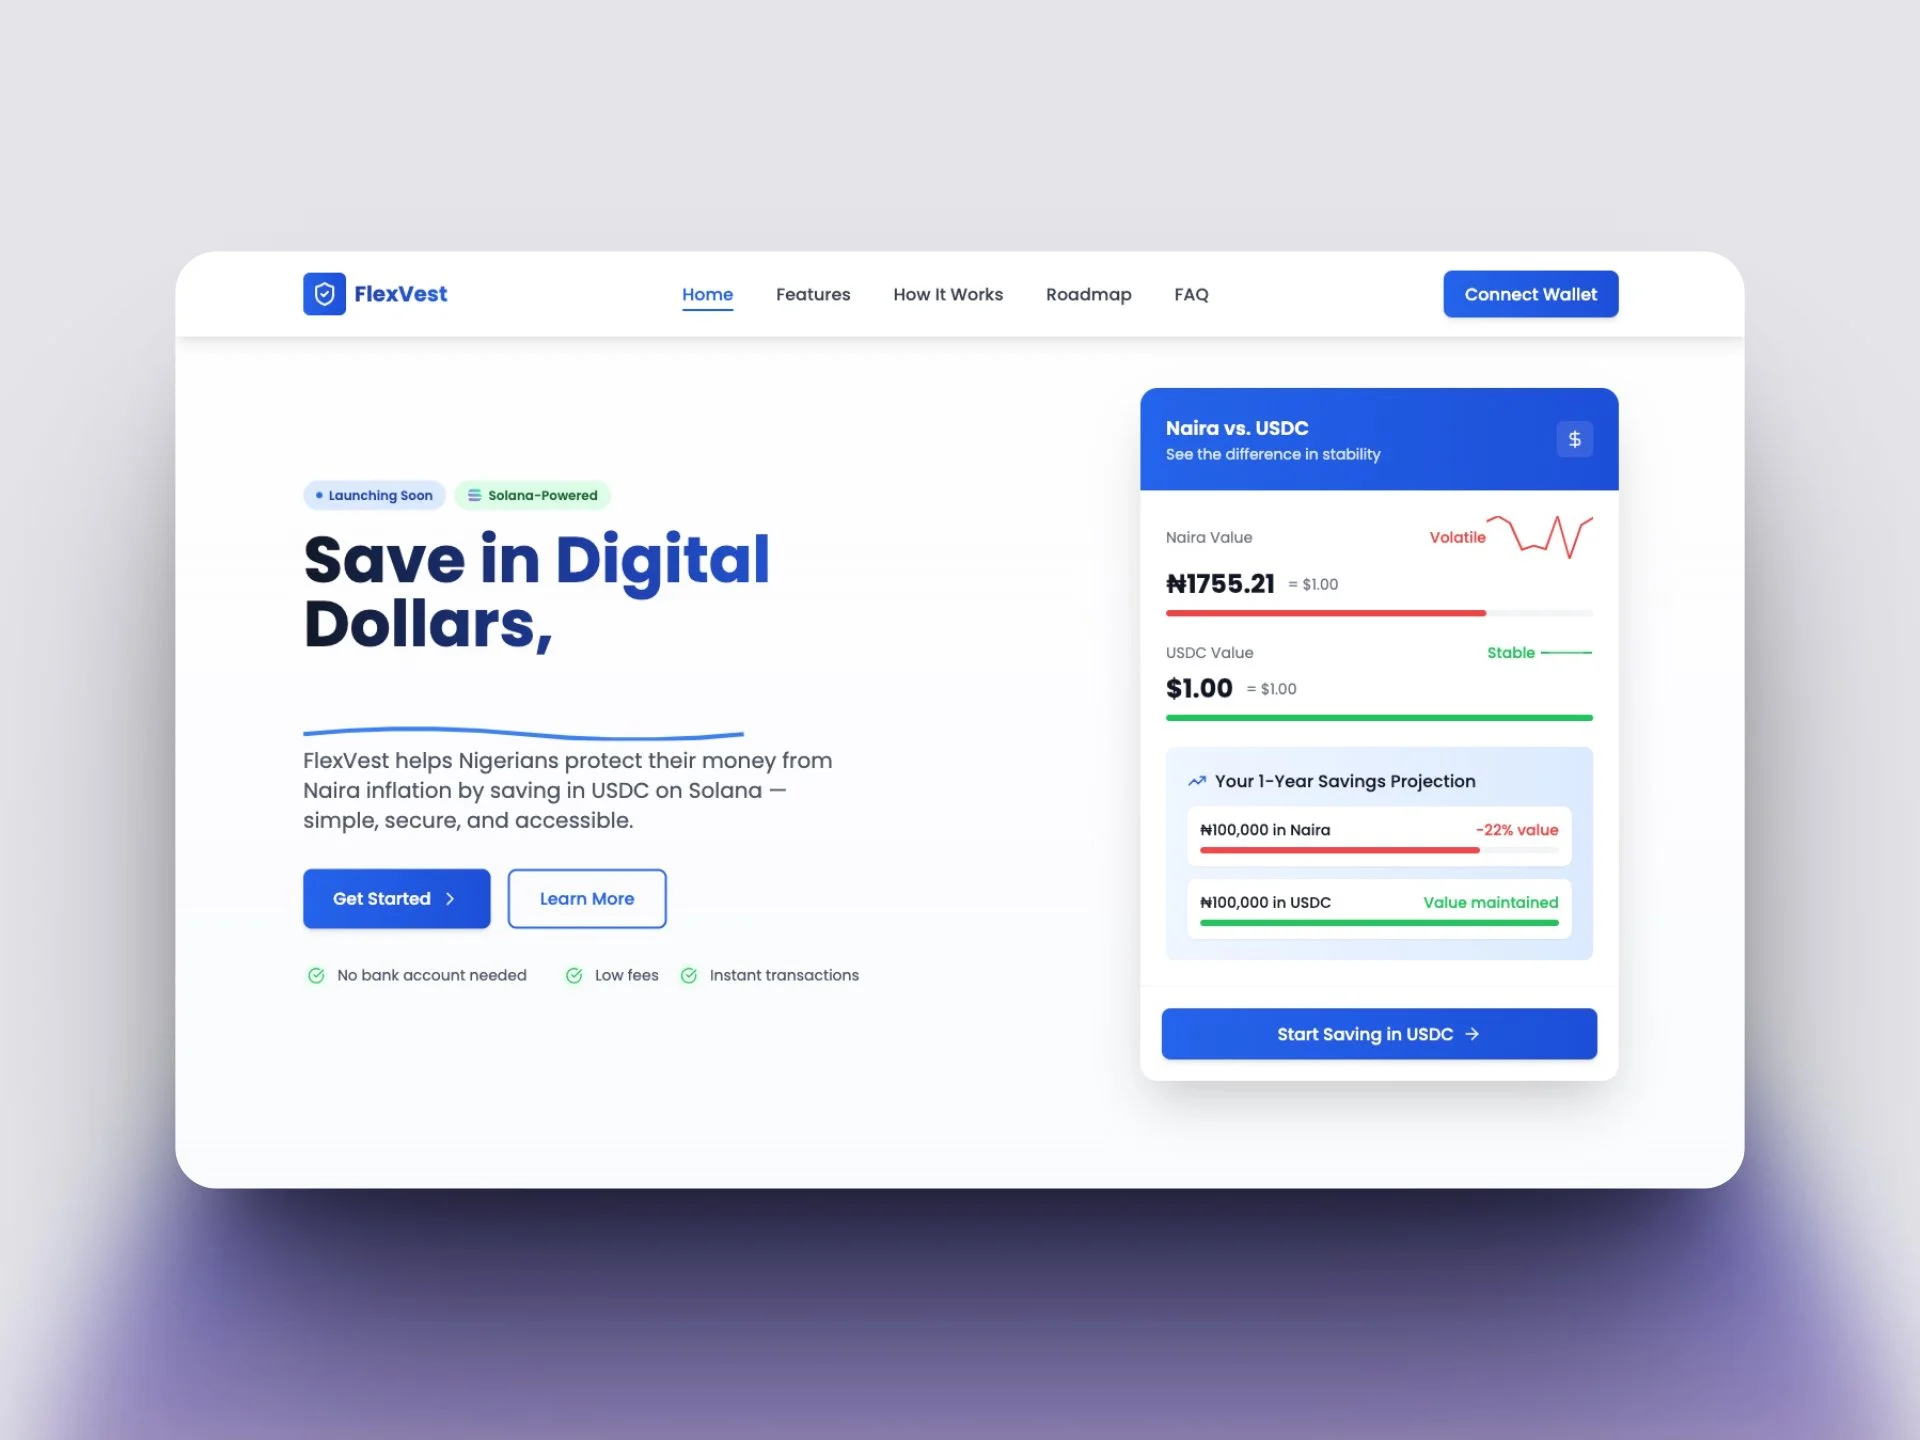 FlexVest
Home
Features
How It Works
Roadmap
FAQ
Connect Wallet
Launching Soon
Solana-Powered
Save in Digital
Dollars,
FlexVest helps Nigerians protect their money from
Naira inflation by saving in USDC on Solana —
simple, secure, and accessible.
Get Started
Learn More
No bank account needed
Low fees
Instant transactions
Naira vs. USDC
See the difference in stability
$
Naira Value
Volatile
₦1755.21 = $1.00
USDC Value
Stable
$1.00 = $1.00
Your 1-Year Savings Projection
₦100,000 in Naira
-22% value
₦100,000 in USDC
Value maintained
Start Saving in USDC →